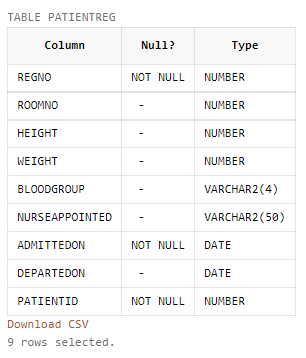 TABLE PATIENTREG
Column Null? Type
REGNO NOT NULL NUMBER
ROOMNO - NUMBER
HEIGHT - NUMBER
WEIGHT - NUMBER
BLOODGROUP - VARCHAR2(4)
NURSEAPPOINTED - VARCHAR2(50)
ADMITTEDON NOT NULL DATE
DEPARTEDON - DATE
PATIENTID NOT NULL NUMBER
Download CSV
9 rows selected.